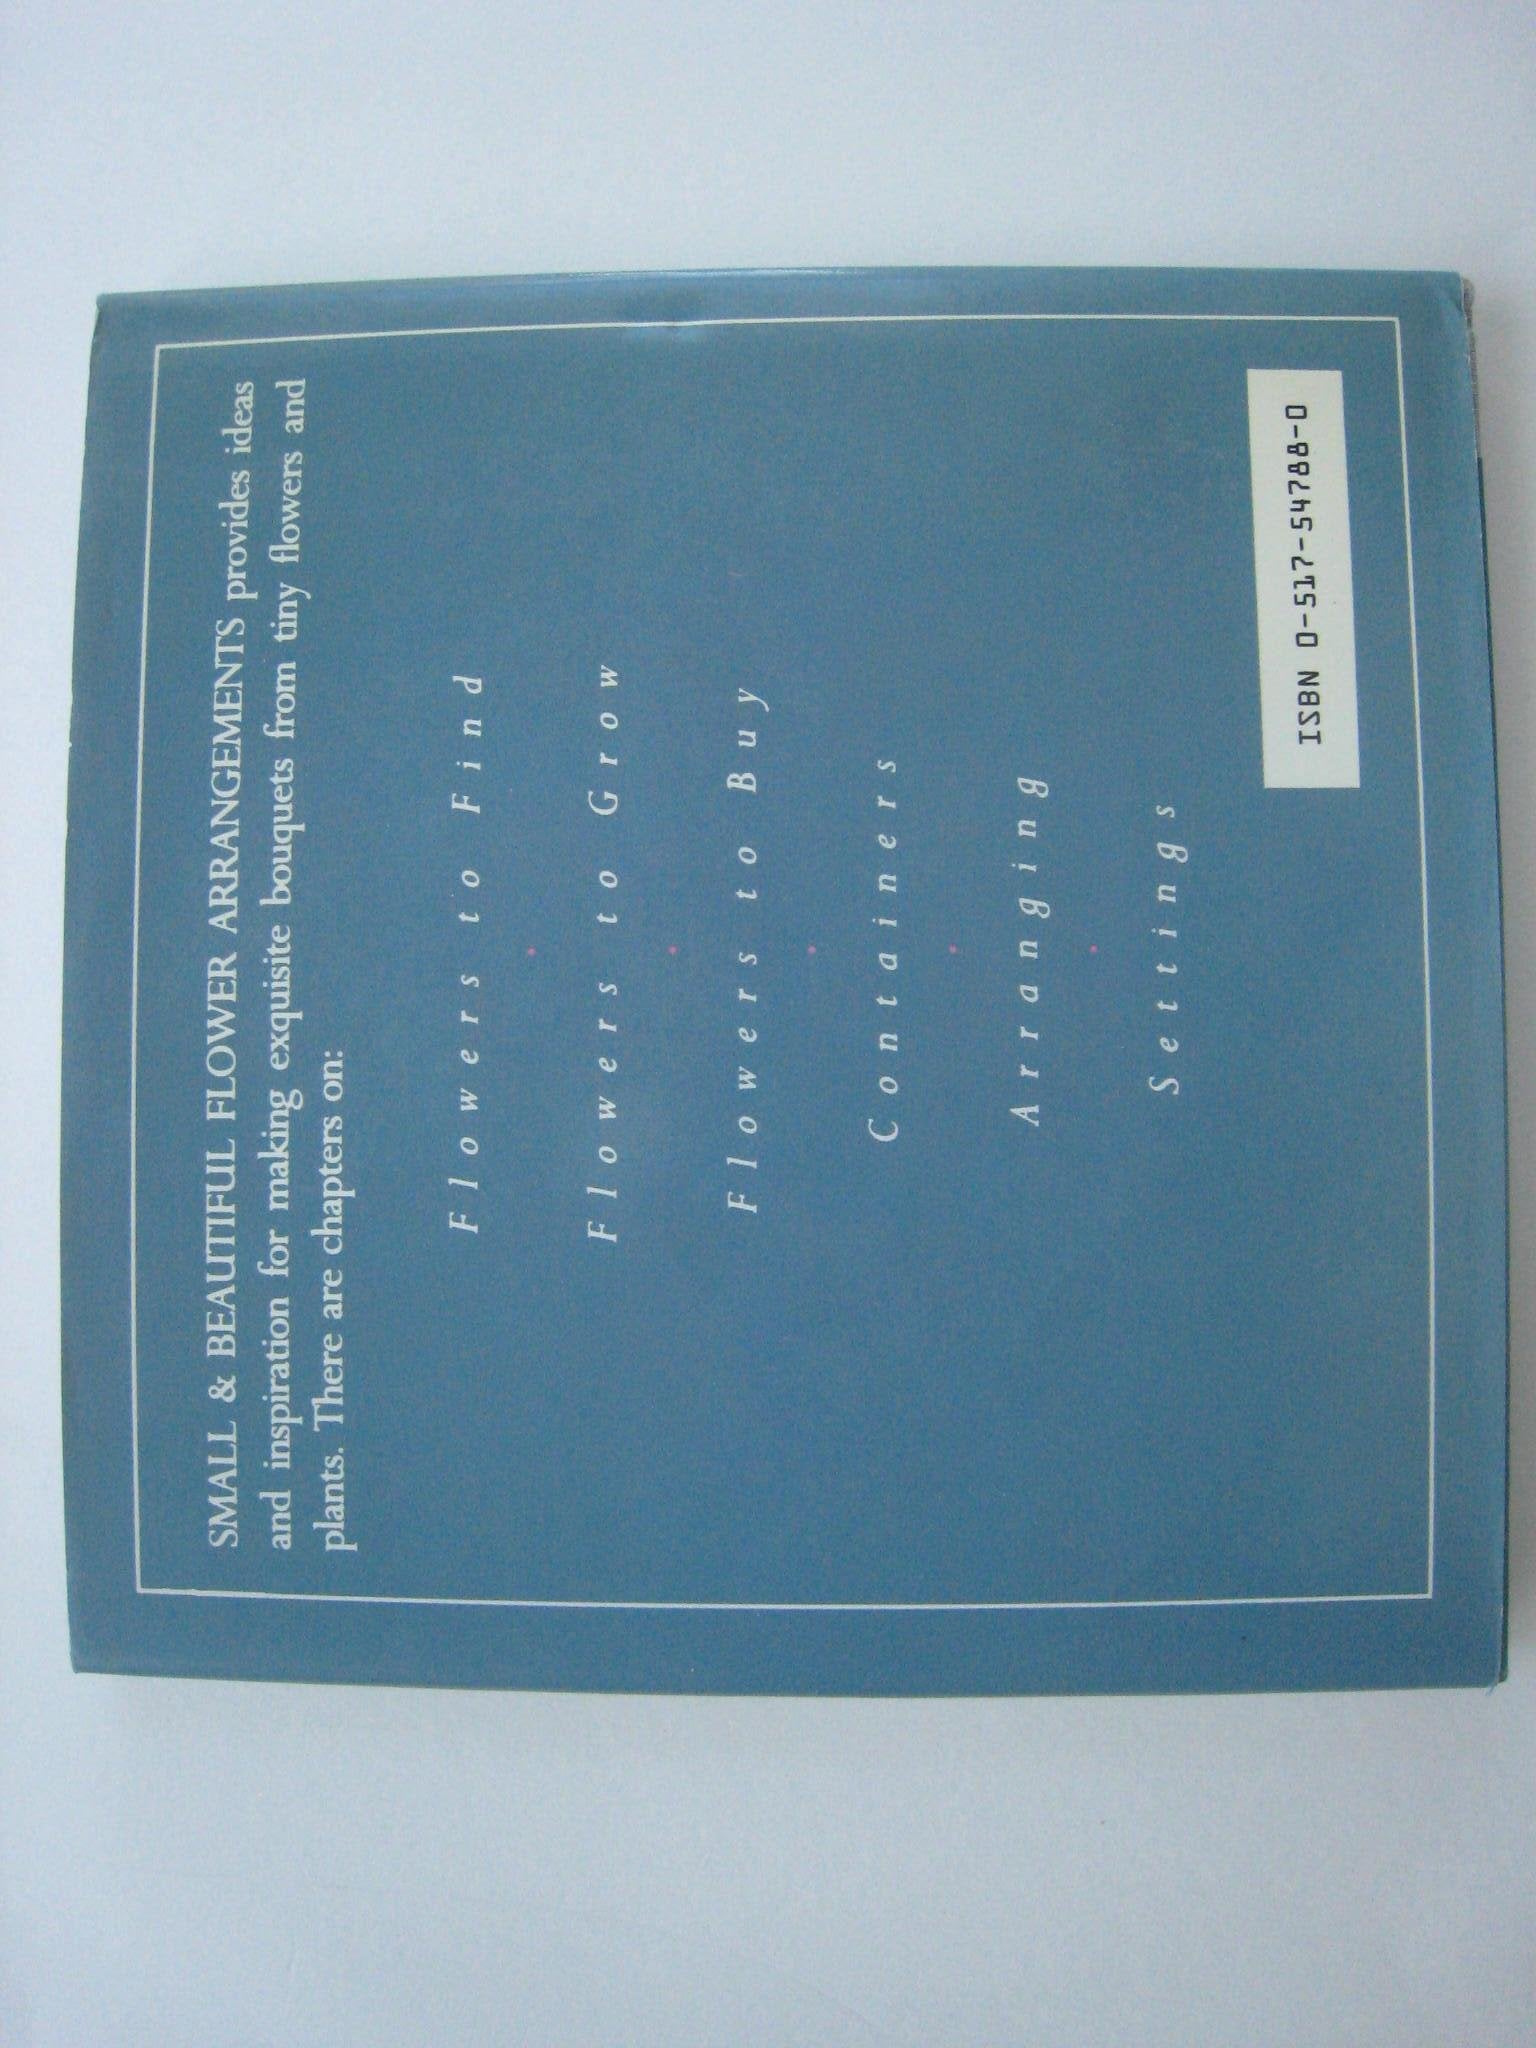 SMALL & BEAUTIFUL FLOWER ARRANGEMENTS provides ideas
and inspiration for making exquisite bouquets from tiny flowers and
plants. There are chapters on:
Flowers to Find
Flowers to Grow
Flowers to Buy
Containers
Arranging
Settings
ISBN 0-517-54788-0